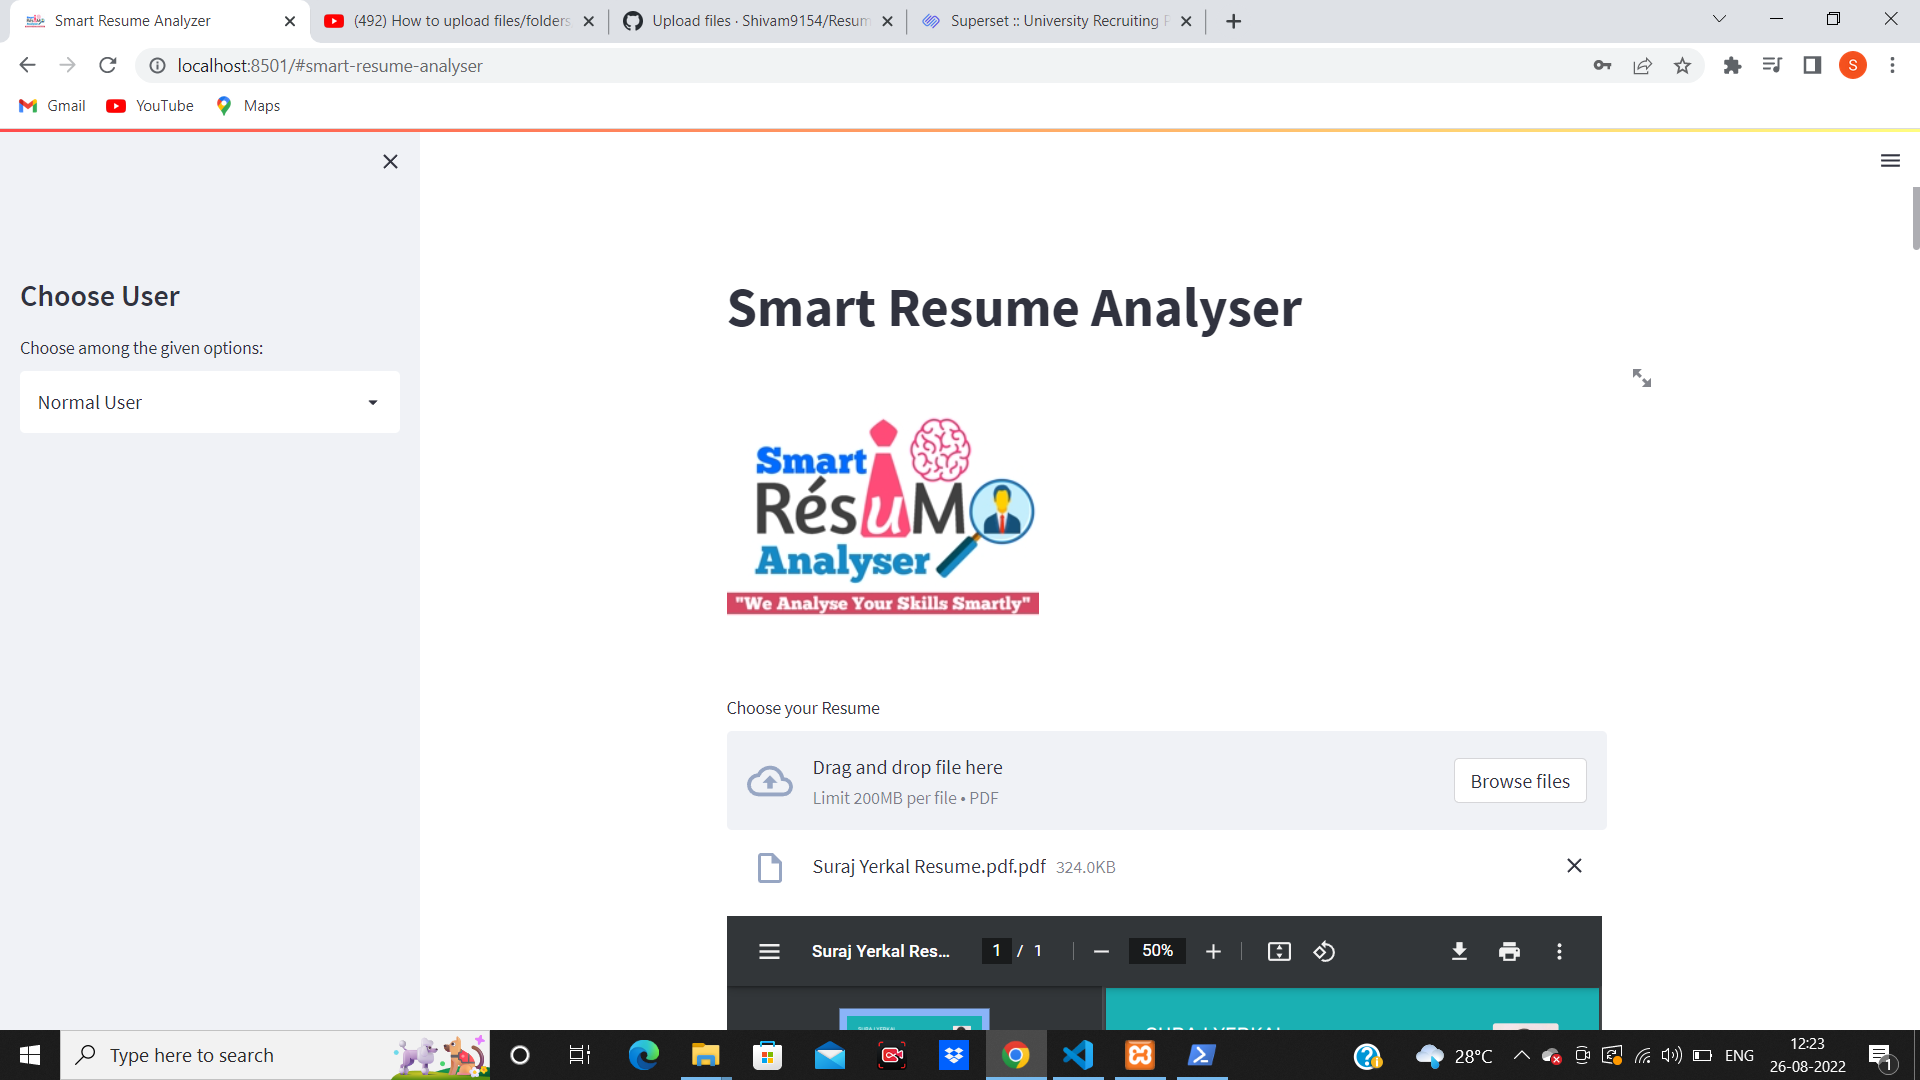 Smart Resume Analyzer
(492) How to upload files/folders
Upload files · Shivam9154/Resum
Superset :: University Recruiting P
localhost:8501/#smart-resume-analyser
S
Gmail
YouTube
Maps
Choose User
Choose among the given options:
Normal User
Smart Resume Analyser
Smart
RésuM
Analyser
"We Analyse Your Skills Smartly"
Choose your Resume
Drag and drop file here
Limit 200MB per file • PDF
Browse files
Suraj Yerkal Resume.pdf.pdf 324.0KB
Suraj Yerkal Res... 1 / 1 50%
SURAJ YERKAL
Type here to search
28°C
ENG
12:23
26-08-2022
1